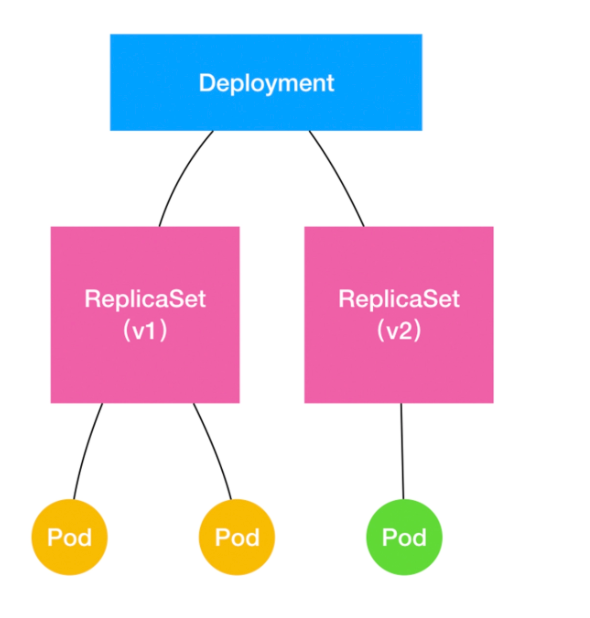 Deployment
ReplicaSet
（v1）
ReplicaSet
（v2）
Pod
Pod
Pod